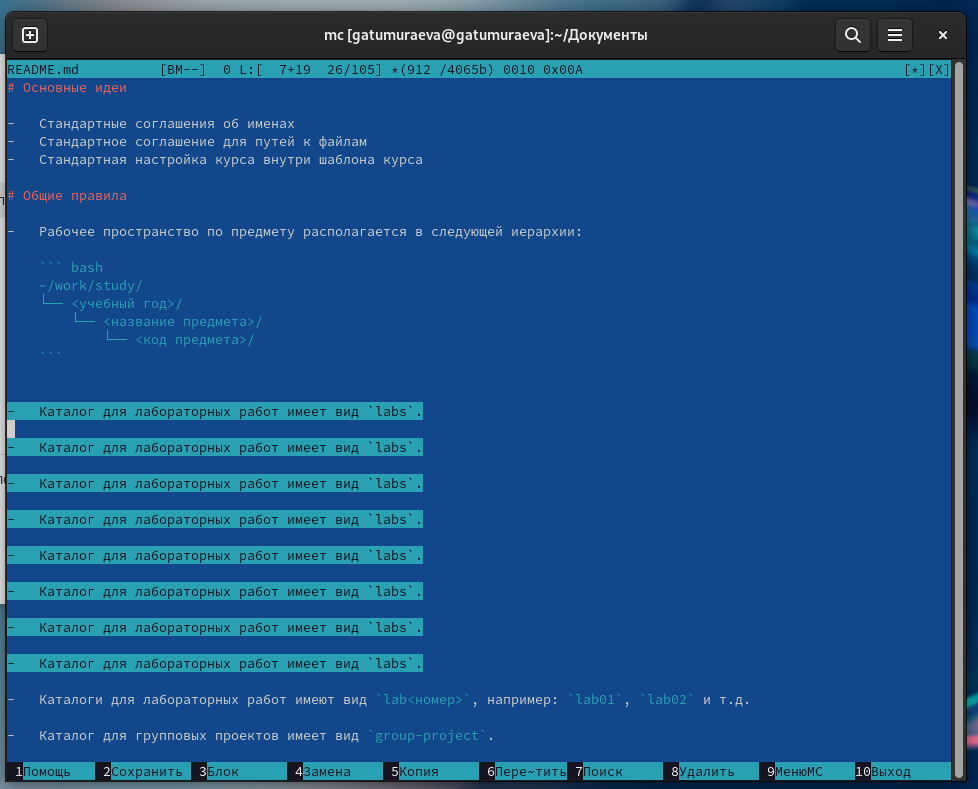 mc [gatumuraeva@gatumuraeva]:~/Документы
README.md [BM--] 0 L:[ 7+19 26/105] *(912 /4065b) 0010 0x00A [*][X]
# Основные идеи
- Стандартные соглашения об именах
- Стандартное соглашение для путей к файлам
- Стандартная настройка курса внутри шаблона курса
# Общие правила
- Рабочее пространство по предмету располагается в следующей иерархии:
``` bash
~/work/study/
└── <учебный год>/
└── <название предмета>/
└── <код предмета>/
```
- Каталог для лабораторных работ имеет вид `labs`.
- Каталог для лабораторных работ имеет вид `labs`.
- Каталог для лабораторных работ имеет вид `labs`.
- Каталог для лабораторных работ имеет вид `labs`.
- Каталог для лабораторных работ имеет вид `labs`.
- Каталог для лабораторных работ имеет вид `labs`.
- Каталог для лабораторных работ имеет вид `labs`.
- Каталог для лабораторных работ имеет вид `labs`.
- Каталоги для лабораторных работ имеют вид `lab<номер>`, например: `lab01`, `lab02` и т.д.
- Каталог для групповых проектов имеет вид `group-project`.
1Помощь 2Сохранить 3Блок 4Замена 5Копия 6Пере~тить 7Поиск 8Удалить 9МенюMC 10Выход